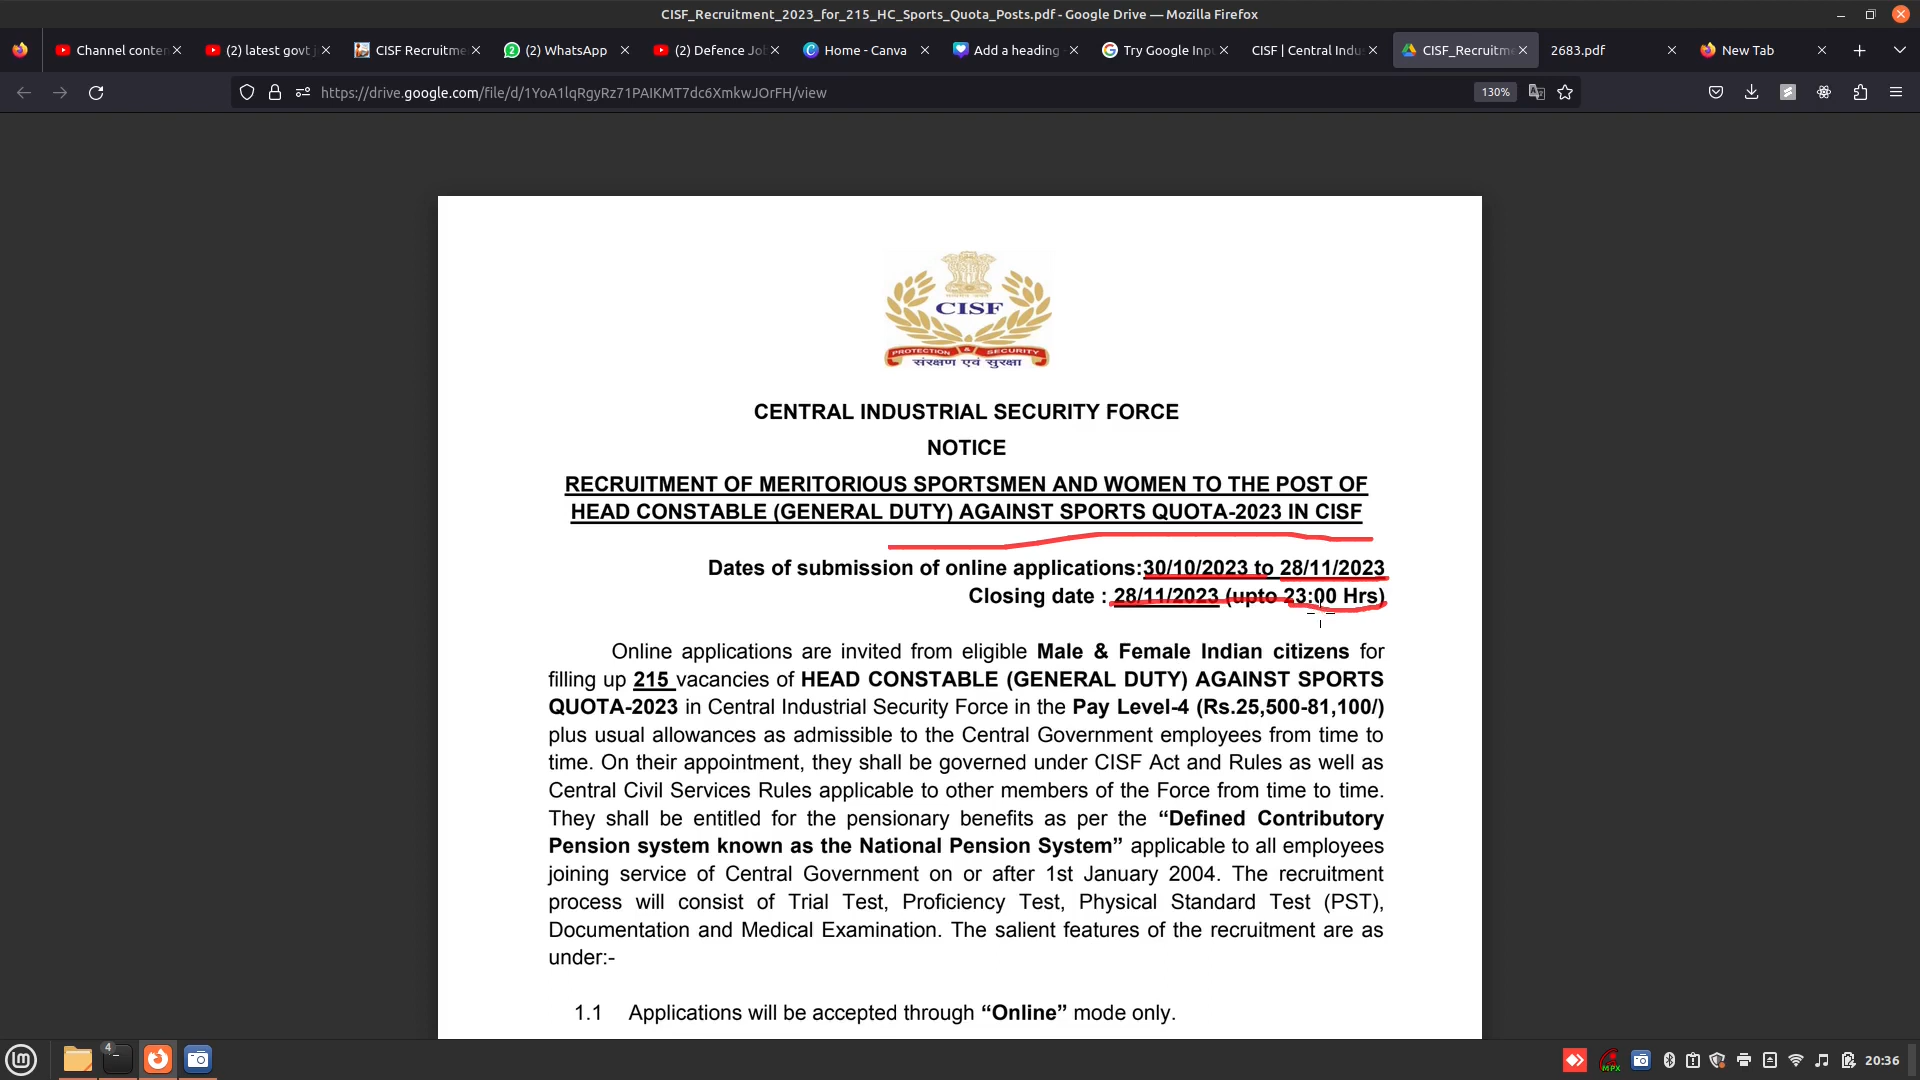 CISF_Recruitment_2023_for_215_HC_Sports_Quota_Posts.pdf - Google Drive — Mozilla Firefox
Channel conten
(2) latest govt j
CISF Recruitme
(2) WhatsApp
(2) Defence Jo
Home - Canva
Add a heading
Try Google Inp
CISF | Central Indu
CISF_Recruitm
2683.pdf
New Tab
https://drive.google.com/file/d/1YoA1lqRgyRz71PAIKMT7dc6XmkwJOrFH/view
130%
CISF
PROTECTION & SECURITY
संरक्षण एवं सुरक्षा
CENTRAL INDUSTRIAL SECURITY FORCE
NOTICE
RECRUITMENT OF MERITORIOUS SPORTSMEN AND WOMEN TO THE POST OF
HEAD CONSTABLE (GENERAL DUTY) AGAINST SPORTS QUOTA-2023 IN CISF
Dates of submission of online applications:30/10/2023 to 28/11/2023
Closing date : 28/11/2023 (upto 23:00 Hrs)
Online applications are invited from eligible Male & Female Indian citizens for
filling up 215 vacancies of HEAD CONSTABLE (GENERAL DUTY) AGAINST SPORTS
QUOTA-2023 in Central Industrial Security Force in the Pay Level-4 (Rs.25,500-81,100/)
plus usual allowances as admissible to the Central Government employees from time to
time. On their appointment, they shall be governed under CISF Act and Rules as well as
Central Civil Services Rules applicable to other members of the Force from time to time.
They shall be entitled for the pensionary benefits as per the “Defined Contributory
Pension system known as the National Pension System” applicable to all employees
joining service of Central Government on or after 1st January 2004. The recruitment
process will consist of Trial Test, Proficiency Test, Physical Standard Test (PST),
Documentation and Medical Examination. The salient features of the recruitment are as
under:-
1.1 Applications will be accepted through “Online” mode only.
4
MPX
20:36